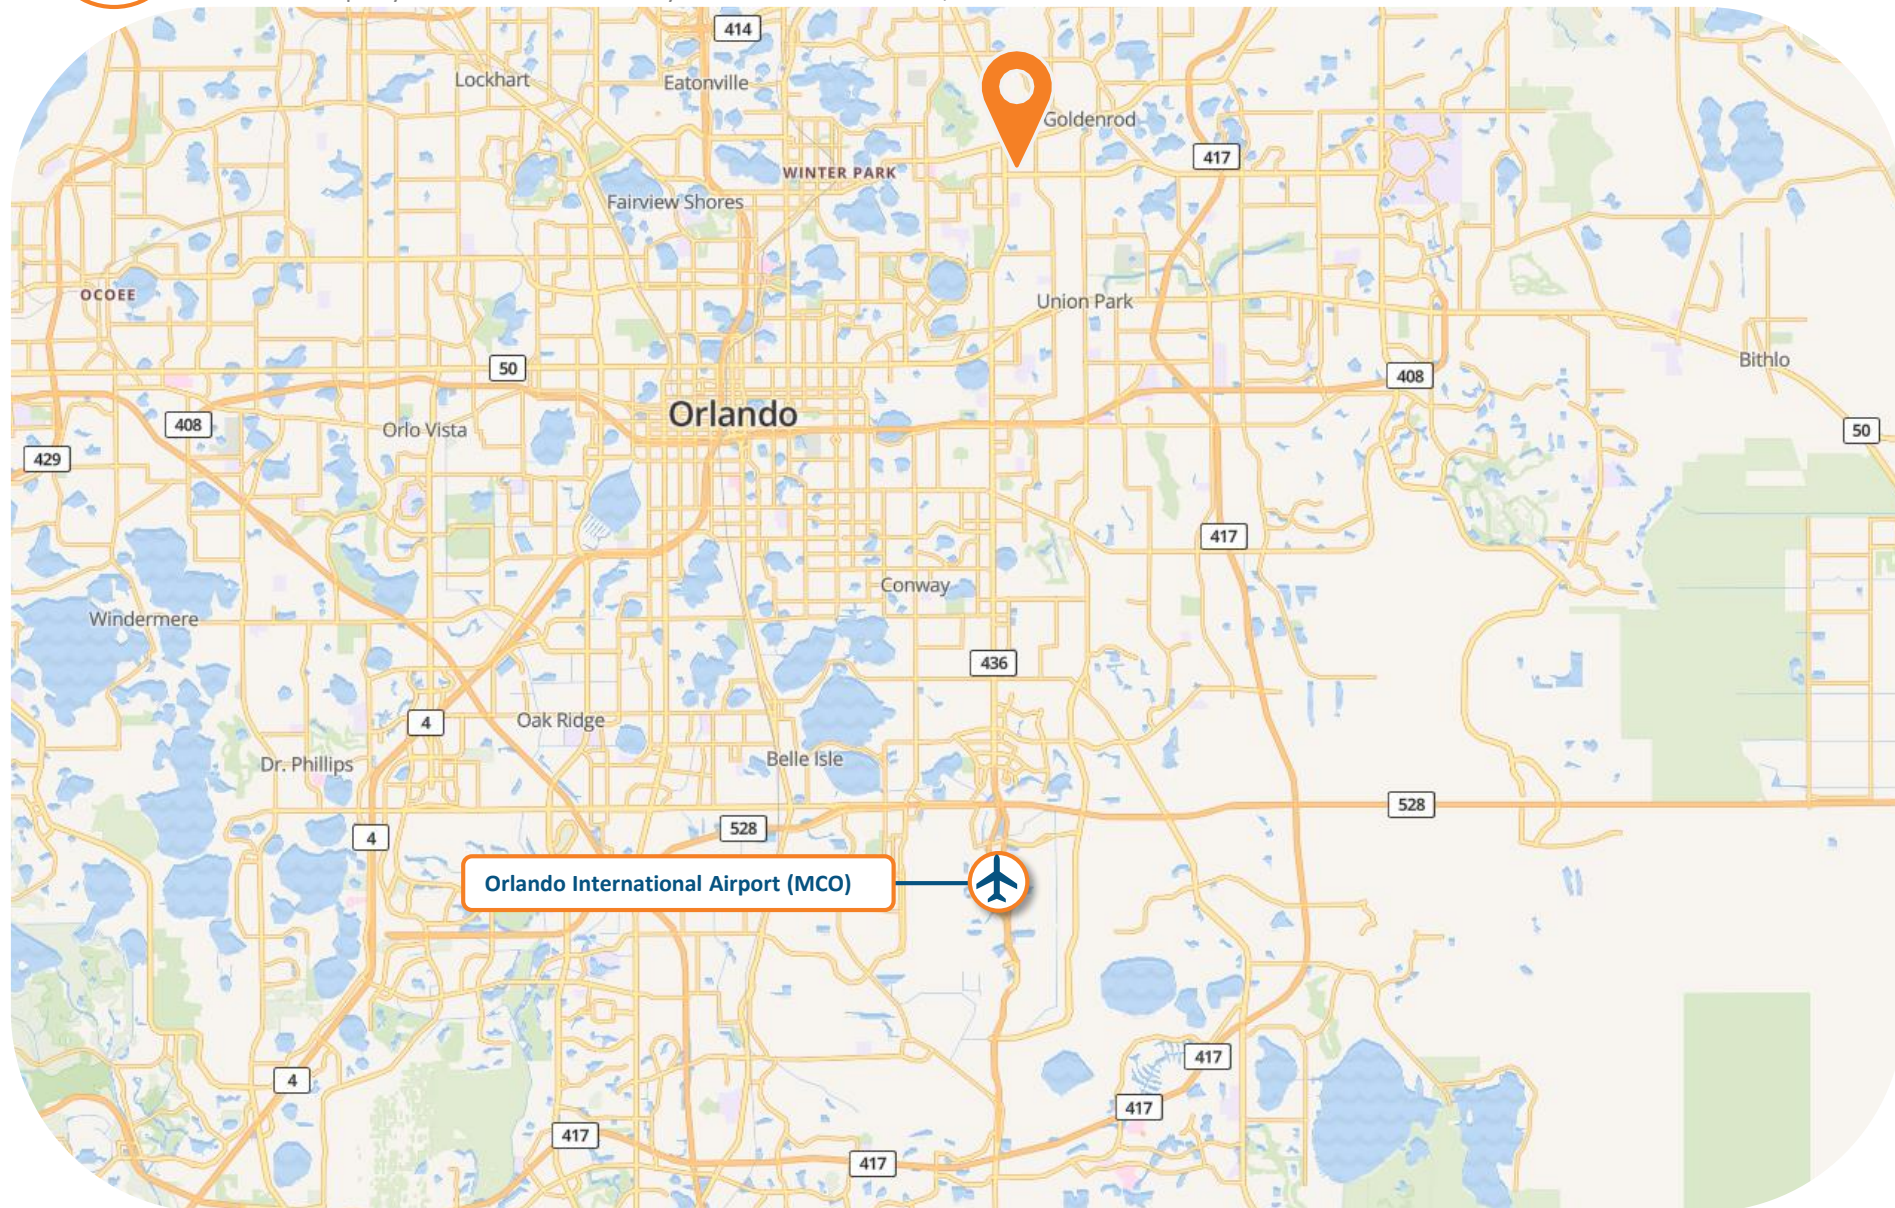 414
Lockhart
Eatonville
Goldenrod
417
WINTER PARK
Fairview Shores
OCOEE
Union Park
Bithlo
50
408
Orlando
408
Orlo Vista
50
429
417
Conway
Windermere
436
4
Oak Ridge
Belle Isle
Dr. Phillips
528
528
4
Orlando International Airport (MCO)
417
4
417
417
417